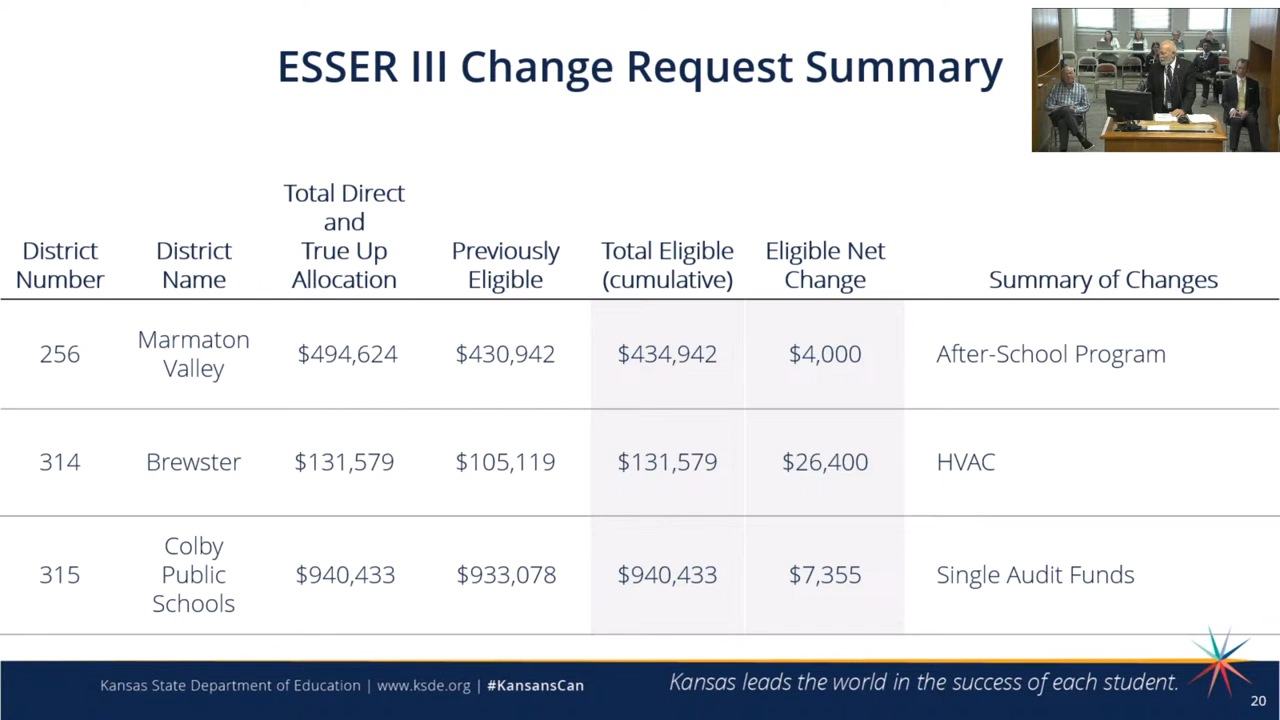 ESSER III Change Request Summary
District Number
District Name
Total Direct and True Up Allocation
Previously Eligible
Total Eligible (cumulative)
Eligible Net Change
Summary of Changes
256
Marmaton Valley
$494,624
$430,942
$434,942
$4,000
After-School Program
314
Brewster
$131,579
$105,119
$131,579
$26,400
HVAC
315
Colby Public Schools
$940,433
$933,078
$940,433
$7,355
Single Audit Funds
Kansas State Department of Education | www.ksde.org | #KansansCan
Kansas leads the world in the success of each student.
20